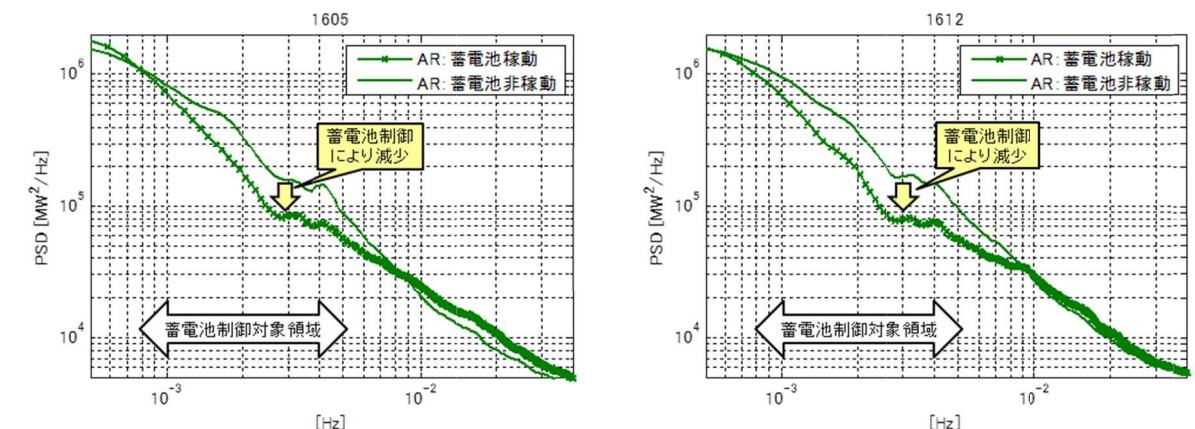 1605
AR：蓄電池稼動
AR：蓄電池非稼動
蓄電池制御
により減少
蓄電池制御対象領域
PSD [MW²/Hz]
10⁶
10⁵
10⁴
10⁻³
10⁻²
[Hz]
1612
AR：蓄電池稼動
AR：蓄電池非稼動
蓄電池制御
により減少
蓄電池制御対象領域
PSD [MW²/Hz]
10⁶
10⁵
10⁴
10⁻³
10⁻²
[Hz]